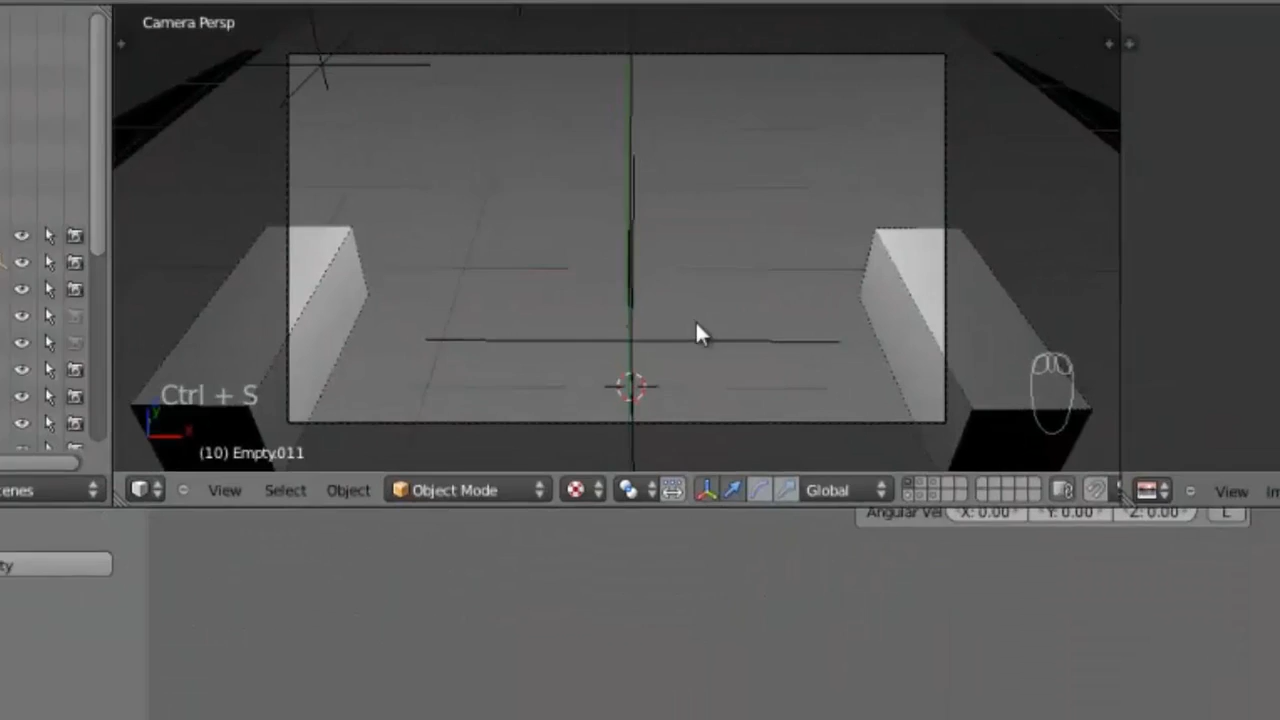 Camera Persp
Ctrl + S
y
x
(10) Empty.011
enes
View Select Object Object Mode Global View Im
Angular Vel X: 0.00° Y: 0.00° Z: 0.00° L
ty